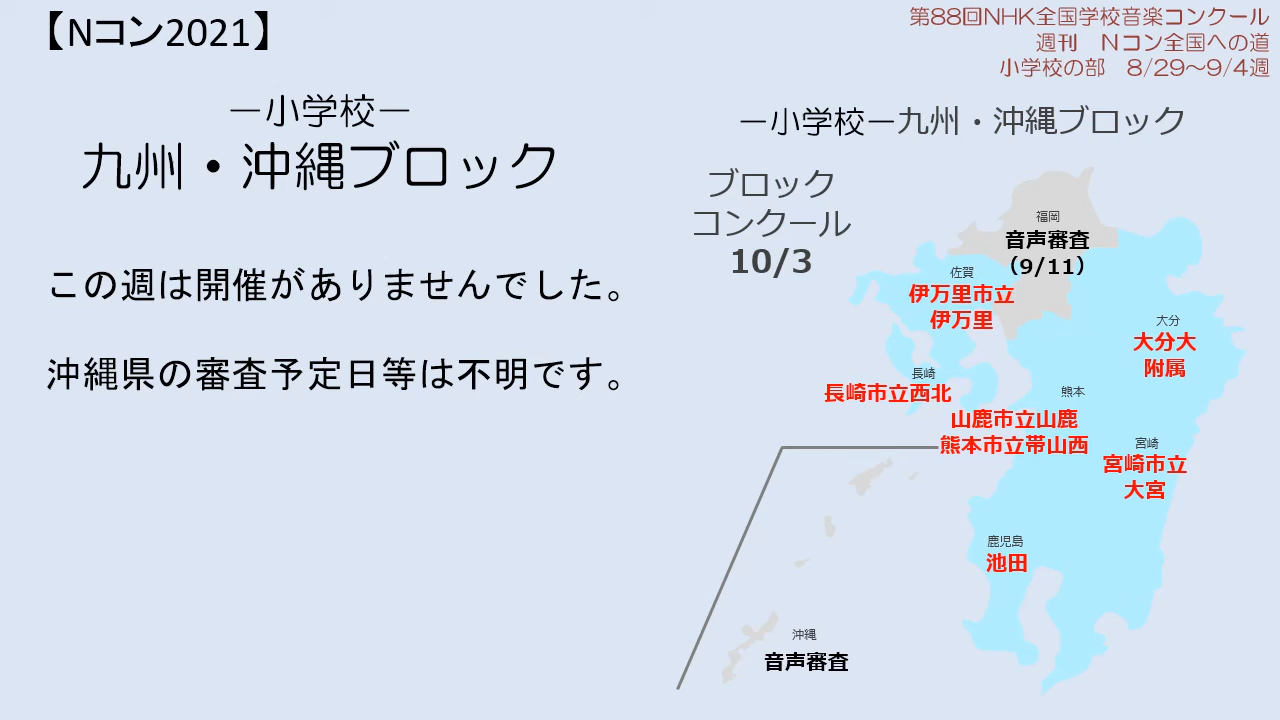 【Nコン2021】
第88回NHK全国学校音楽コンクール
週刊　Nコン全国への道
小学校の部　8/29～9/4週
―小学校―
九州・沖縄ブロック
この週は開催がありませんでした。
沖縄県の審査予定日等は不明です。
―小学校―九州・沖縄ブロック
ブロック
コンクール
10/3
福岡
音声審査
（9/11）
佐賀
伊万里市立
伊万里
大分
大分大
附属
長崎
長崎市立西北
熊本
山鹿市立山鹿
熊本市立帯山西
宮崎
宮崎市立
大宮
鹿児島
池田
沖縄
音声審査